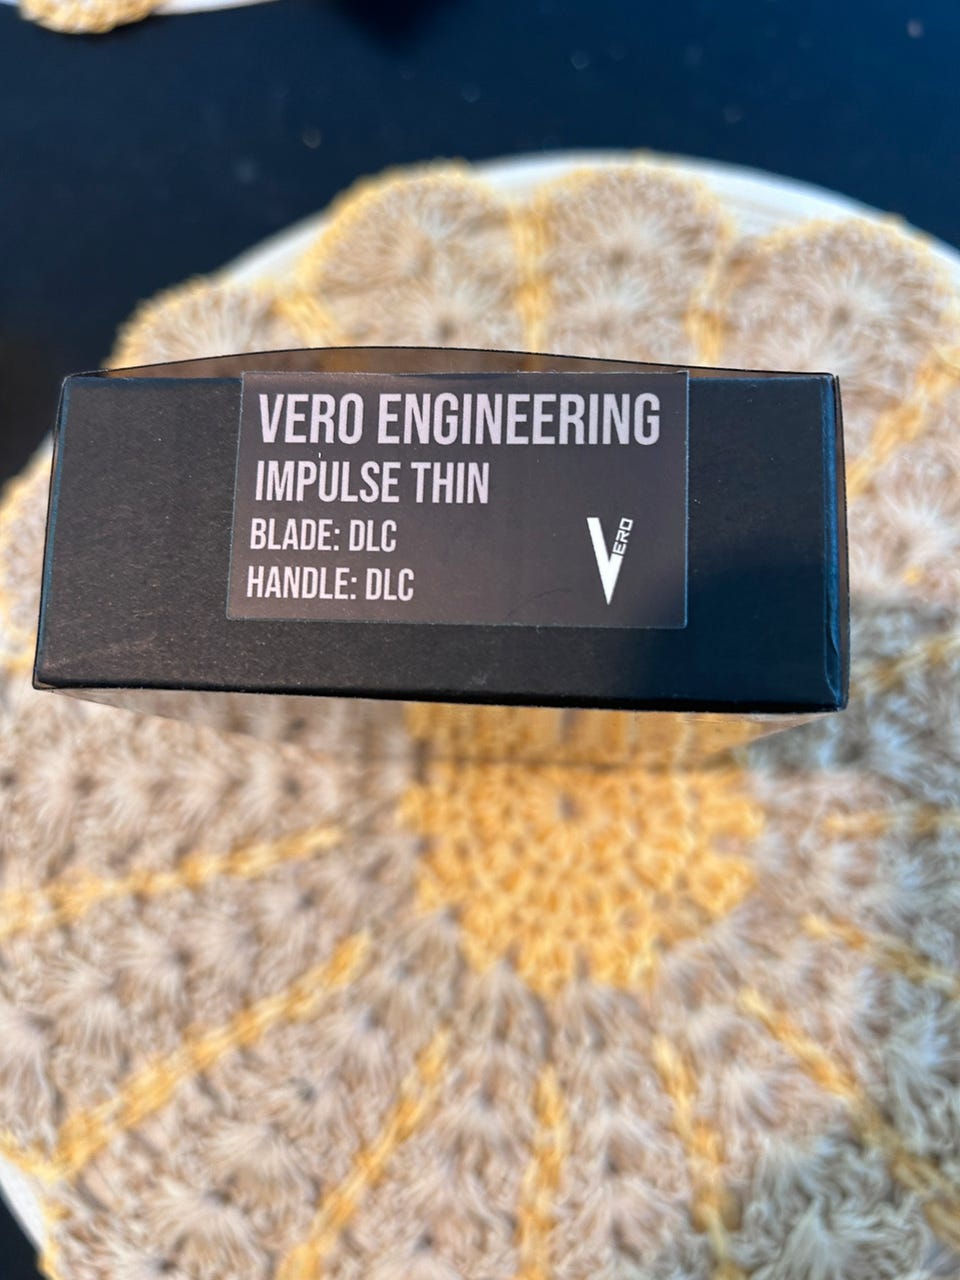 VERO ENGINEERING
IMPULSE THIN
BLADE: DLC
HANDLE: DLC
VERO